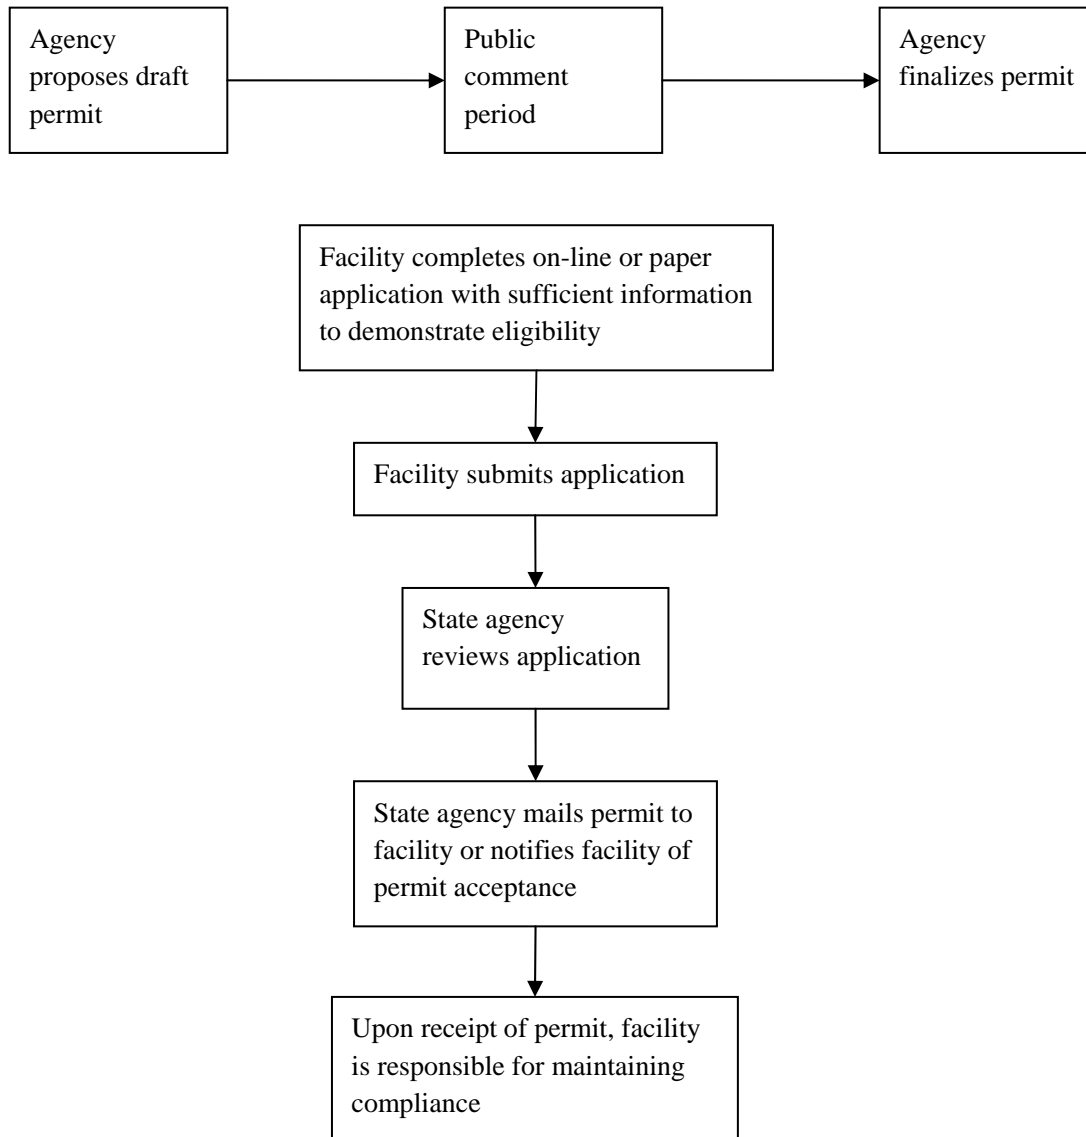 Agency
proposes draft
permit
Public
comment
period
Agency
finalizes permit
Facility completes on-line or paper
application with sufficient information
to demonstrate eligibility
Facility submits application
State agency
reviews application
State agency mails permit to
facility or notifies facility of
permit acceptance
Upon receipt of permit, facility
is responsible for maintaining
compliance